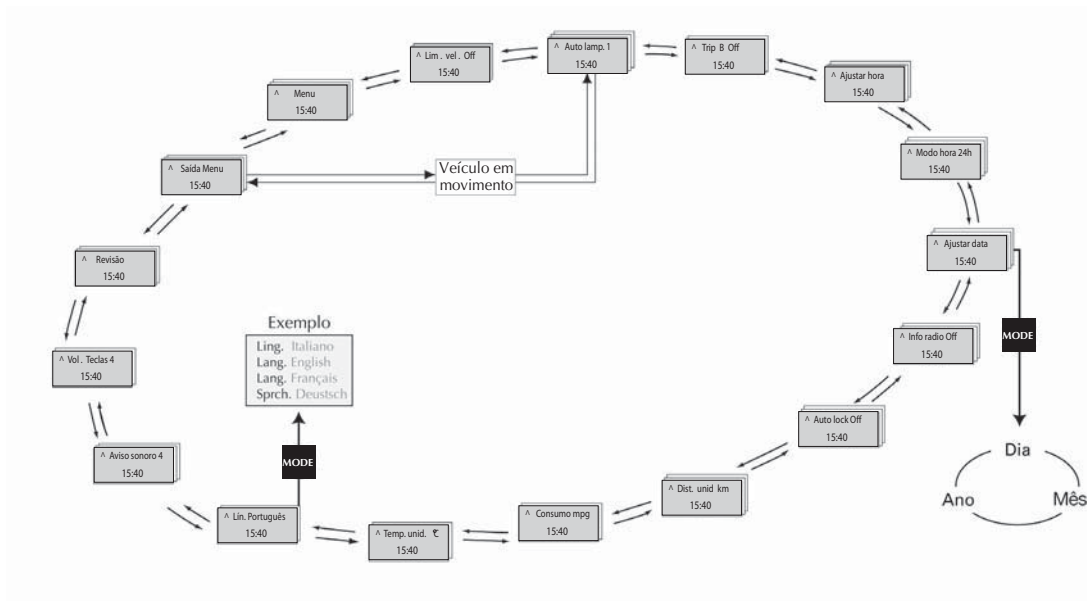 ^ Auto lamp. 1
15:40
^ Trip B Off
15:40
^ Ajustar hora
15:40
^ Modo hora 24h
15:40
^ Ajustar data
15:40
MODE
Dia
Ano
Mês
^ Info radio Off
15:40
^ Auto lock Off
15:40
^ Dist. unid km
15:40
^ Consumo mpg
15:40
^ Temp. unid. °C
15:40
^ Lín. Português
15:40
MODE
Exemplo
Ling. Italiano
Lang. English
Lang. Français
Sprch. Deustsch
^ Aviso sonoro 4
15:40
^ Vol . Teclas 4
15:40
^ Revisão
15:40
^ Saída Menu
15:40
Veículo em
movimento
^ Menu
15:40
^ Lim . vel . Off
15:40